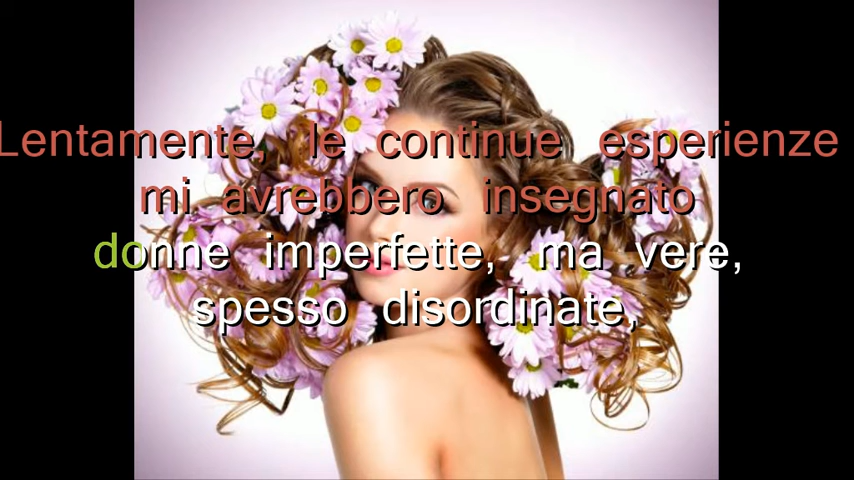 Lentamente, le continue esperienze
mi avrebbero insegnato
donne imperfette, ma vere,
spesso disordinate,